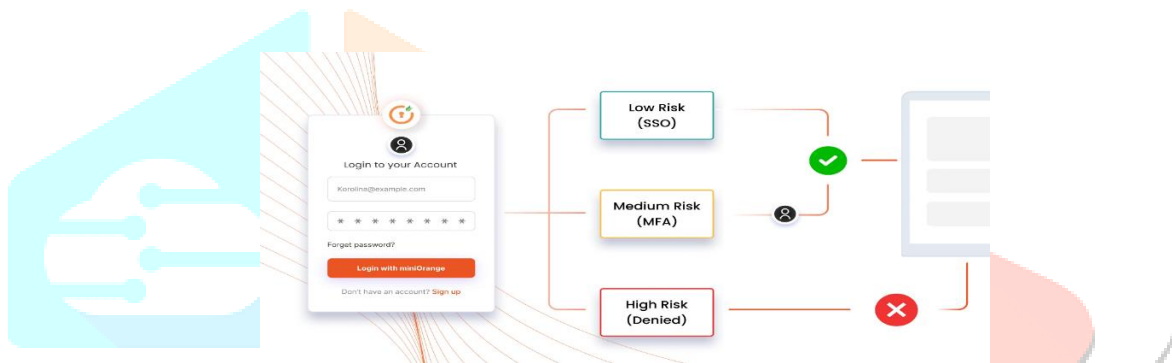 Login to your Account
Karolina@example.com
* * * * * * * *
Forget password?
Login with miniOrange
Don't have an account? Sign up
Low Risk
(SSO)
Medium Risk
(MFA)
High Risk
(Denied)